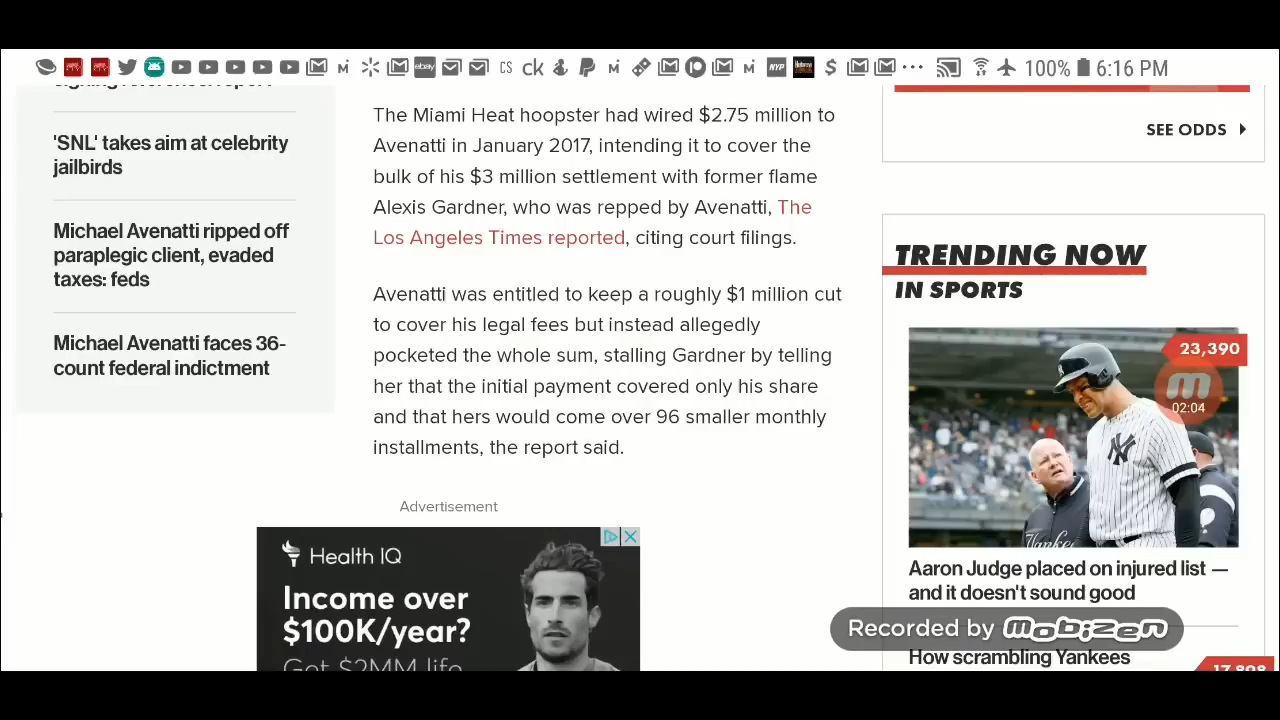 100% 6:16 PM
'SNL' takes aim at celebrity
jailbirds
Michael Avenatti ripped off
paraplegic client, evaded
taxes: feds
Michael Avenatti faces 36-
count federal indictment
The Miami Heat hoopster had wired $2.75 million to
Avenatti in January 2017, intending it to cover the
bulk of his $3 million settlement with former flame
Alexis Gardner, who was repped by Avenatti, The
Los Angeles Times reported, citing court filings.
Avenatti was entitled to keep a roughly $1 million cut
to cover his legal fees but instead allegedly
pocketed the whole sum, stalling Gardner by telling
her that the initial payment covered only his share
and that hers would come over 96 smaller monthly
installments, the report said.
Advertisement
Health IQ
Income over
$100K/year?
Get $2MM life
SEE ODDS
TRENDING NOW
IN SPORTS
23,390
02:04
Aaron Judge placed on injured list —
and it doesn't sound good
Recorded by Mobizen
How scrambling Yankees
17,898